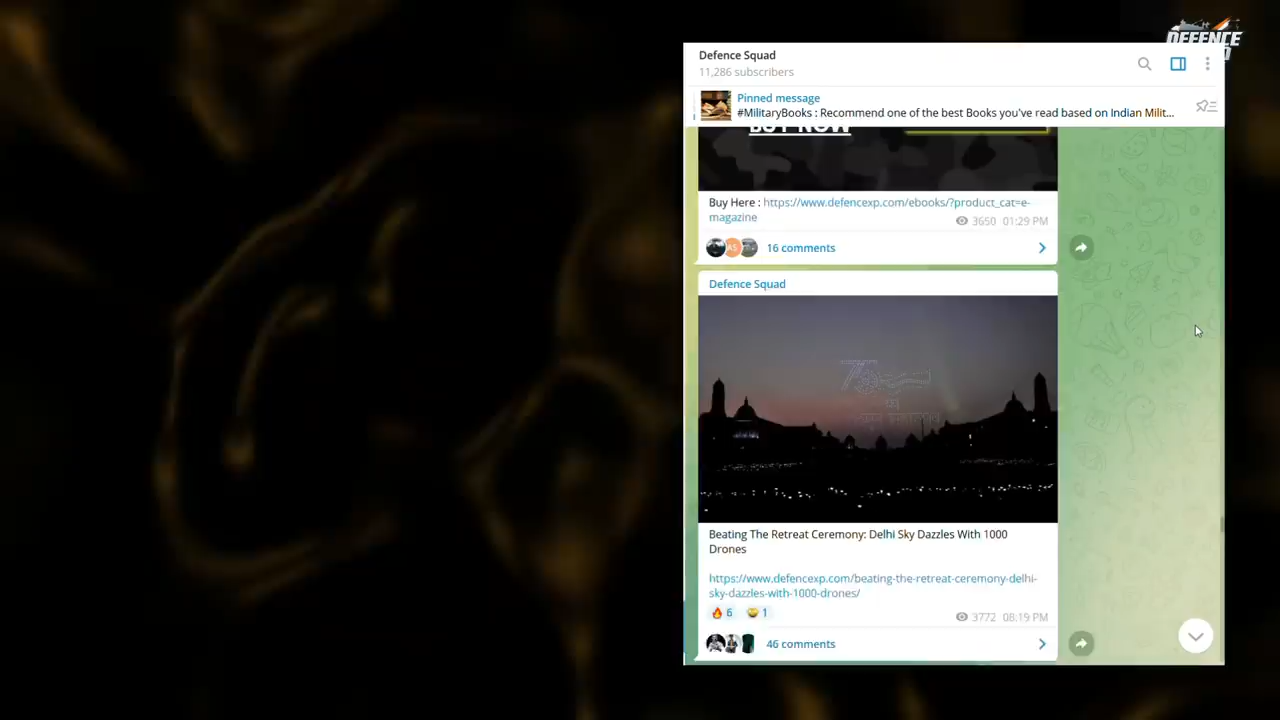 DEFENCE
Defence Squad
11,286 subscribers
Pinned message
#MilitaryBooks : Recommend one of the best Books you've read based on Indian Milit...
BUY NOW
Buy Here : https://www.defencexp.com/ebooks/?product_cat=e-
magazine
3650 01:29 PM
AS
16 comments
Defence Squad
75
Beating The Retreat Ceremony: Delhi Sky Dazzles With 1000
Drones
https://www.defencexp.com/beating-the-retreat-ceremony-delhi-
sky-dazzles-with-1000-drones/
6 1
3772 08:19 PM
46 comments